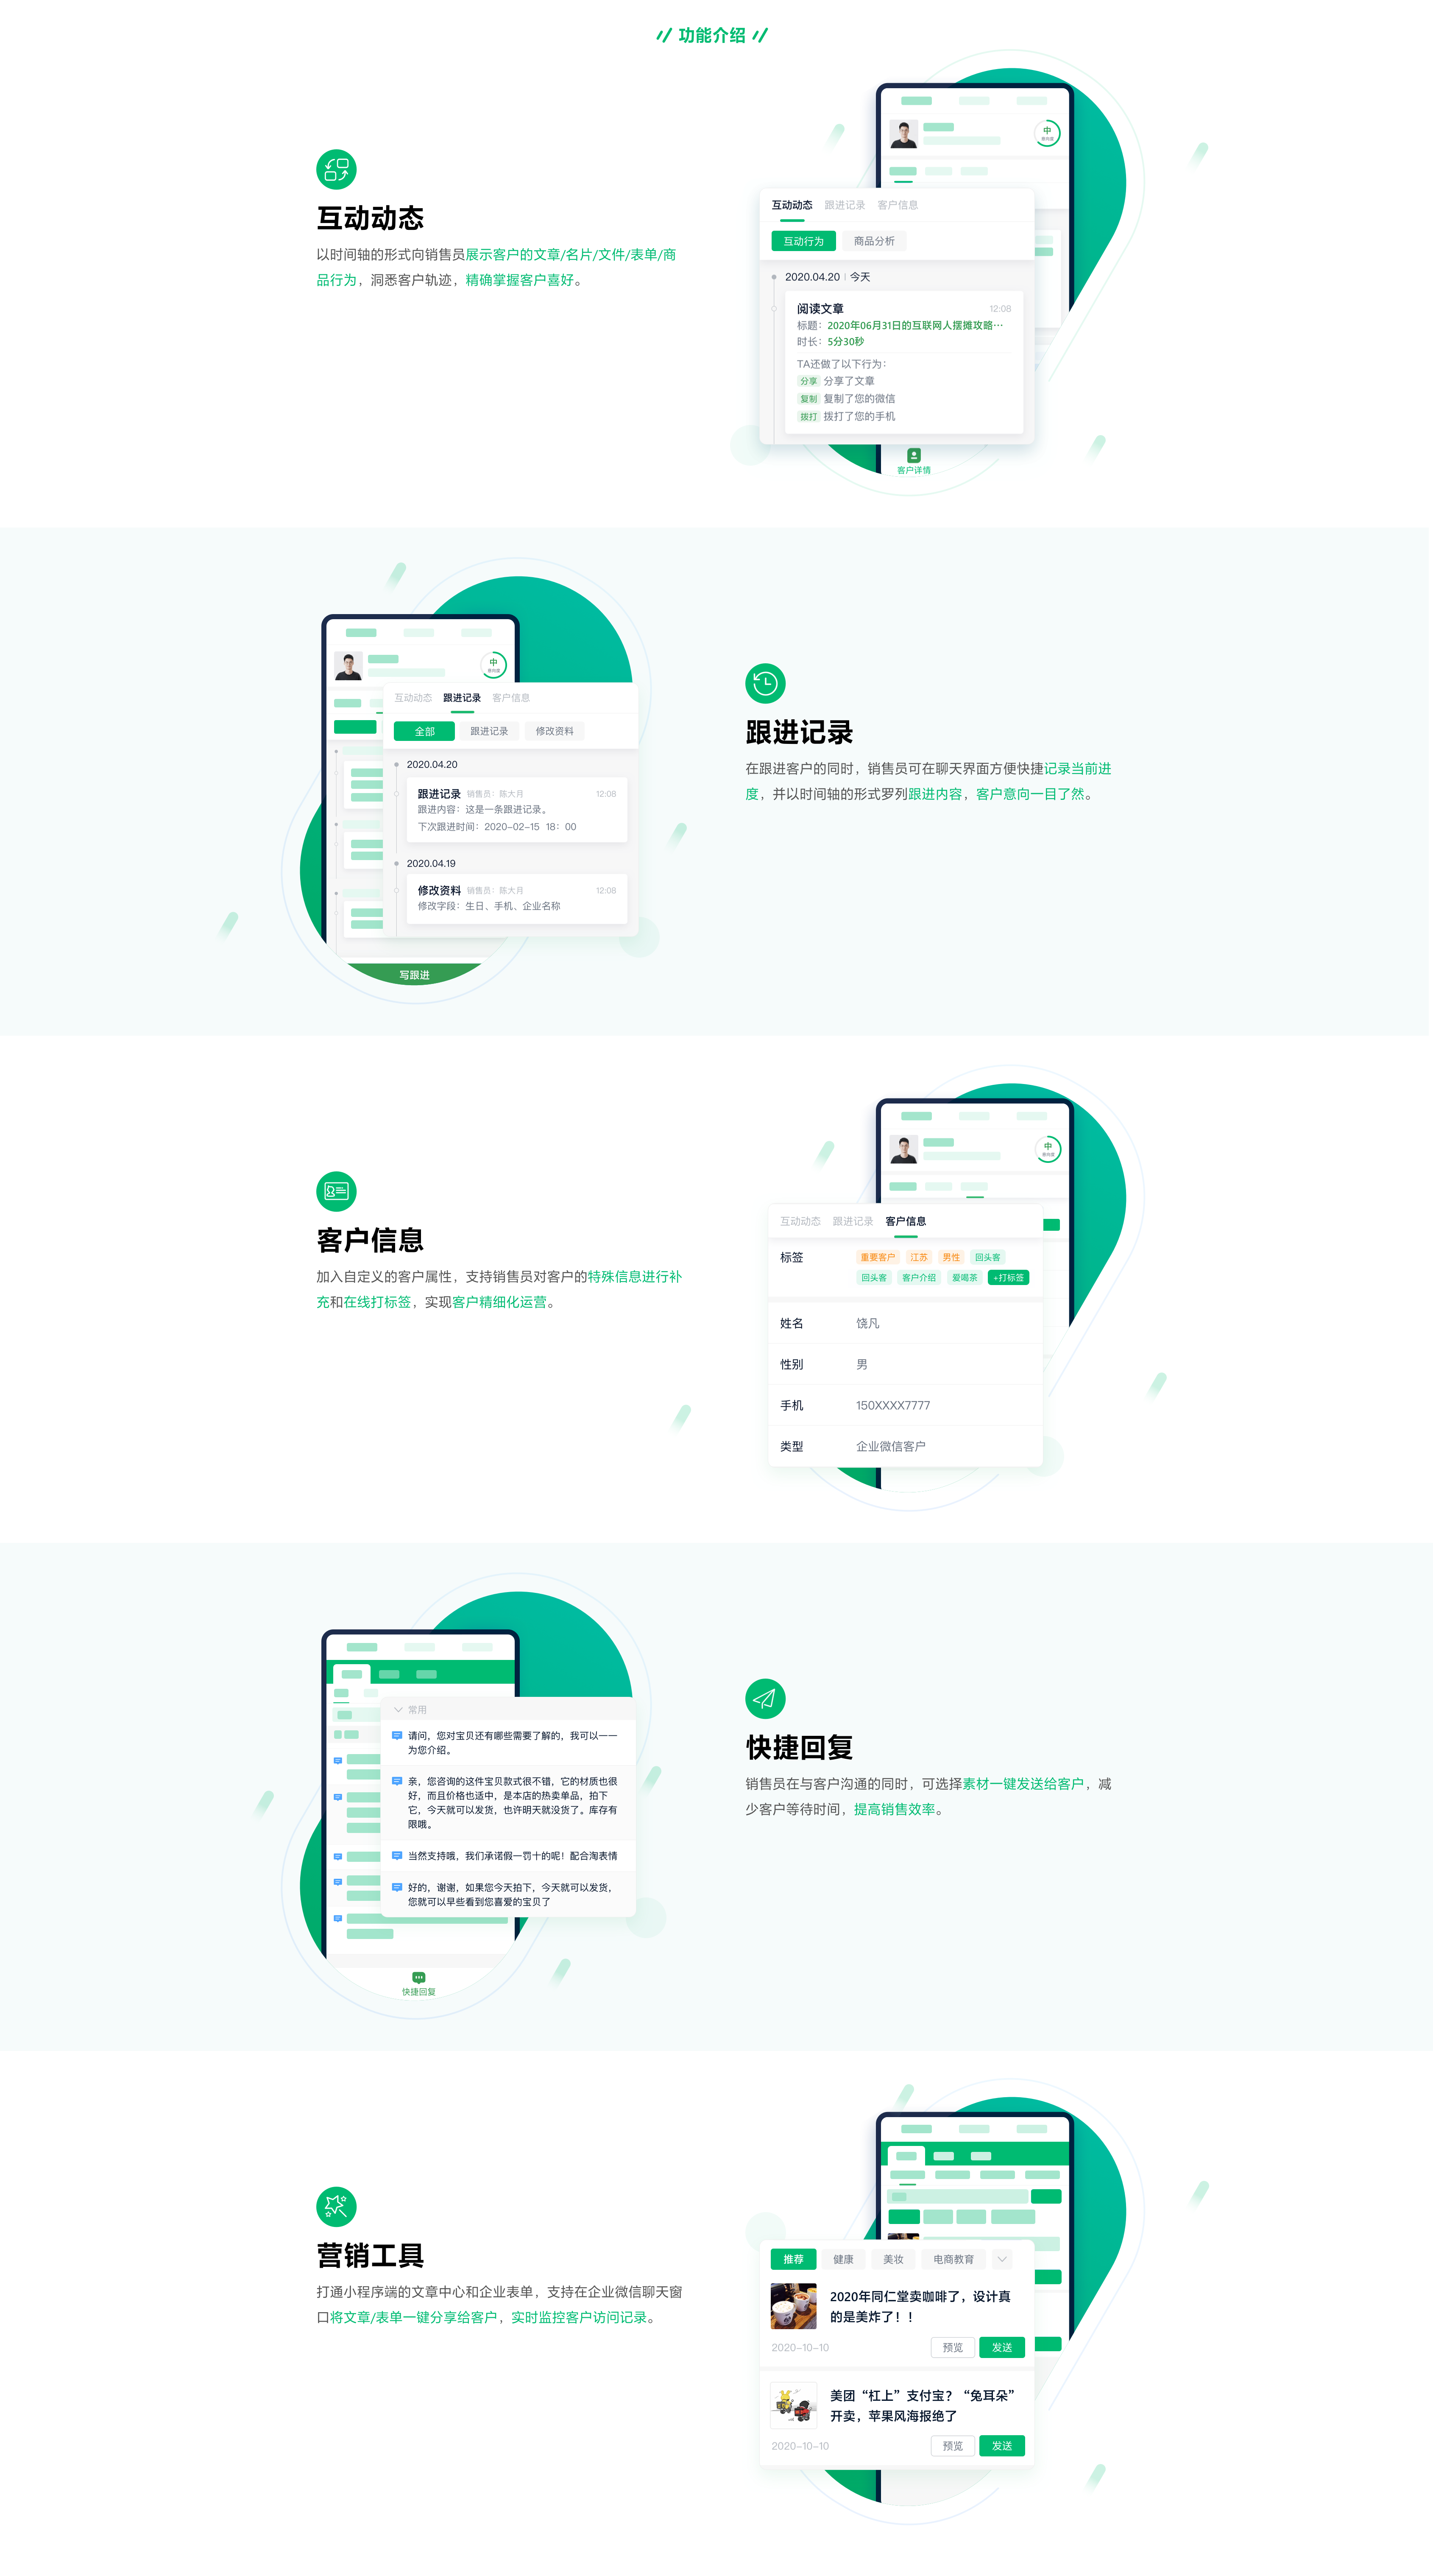 功能介绍
互动动态
以时间轴的形式向销售员展示客户的文章/名片/文件/表单/商
品行为，洞悉客户轨迹，精确掌握客户喜好。
中
意向度
互动动态 跟进记录 客户信息
互动行为 商品分析
2020.04.20 | 今天
阅读文章 12:08
标题：2020年06月31日的互联网人摆摊攻略…
时长：5分30秒
TA还做了以下行为：
分享 分享了文章
复制 复制了您的微信
拨打 拨打了您的手机
客户详情
中
意向度
互动动态 跟进记录 客户信息
全部 跟进记录 修改资料
2020.04.20
跟进记录 销售员：陈大月 12:08
跟进内容：这是一条跟进记录。
下次跟进时间：2020-02-15 18：00
2020.04.19
修改资料 销售员：陈大月 12:08
修改字段：生日、手机、企业名称
写跟进
跟进记录
在跟进客户的同时，销售员可在聊天界面方便快捷记录当前进
度，并以时间轴的形式罗列跟进内容，客户意向一目了然。
客户信息
加入自定义的客户属性，支持销售员对客户的特殊信息进行补
充和在线打标签，实现客户精细化运营。
中
意向度
互动动态 跟进记录 客户信息
标签 重要客户 江苏 男性 回头客
回头客 客户介绍 爱喝茶 +打标签
姓名 饶凡
性别 男
手机 150XXXX7777
类型 企业微信客户
常用
请问，您对宝贝还有哪些需要了解的，我可以一一
为您介绍。
亲，您咨询的这件宝贝款式很不错，它的材质也很
好，而且价格也适中，是本店的热卖单品，拍下
它，今天就可以发货，也许明天就没货了。库存有
限哦。
当然支持哦，我们承诺假一罚十的呢！配合淘表情
好的，谢谢，如果您今天拍下，今天就可以发货，
您就可以早些看到您喜爱的宝贝了
快捷回复
快捷回复
销售员在与客户沟通的同时，可选择素材一键发送给客户，减
少客户等待时间，提高销售效率。
营销工具
打通小程序端的文章中心和企业表单，支持在企业微信聊天窗
口将文章/表单一键分享给客户，实时监控客户访问记录。
推荐 健康 美妆 电商教育
2020年同仁堂卖咖啡了，设计真
的是美炸了！！
2020-10-10 预览 发送
美团“杠上”支付宝？“兔耳朵”
开卖，苹果风海报绝了
2020-10-10 预览 发送